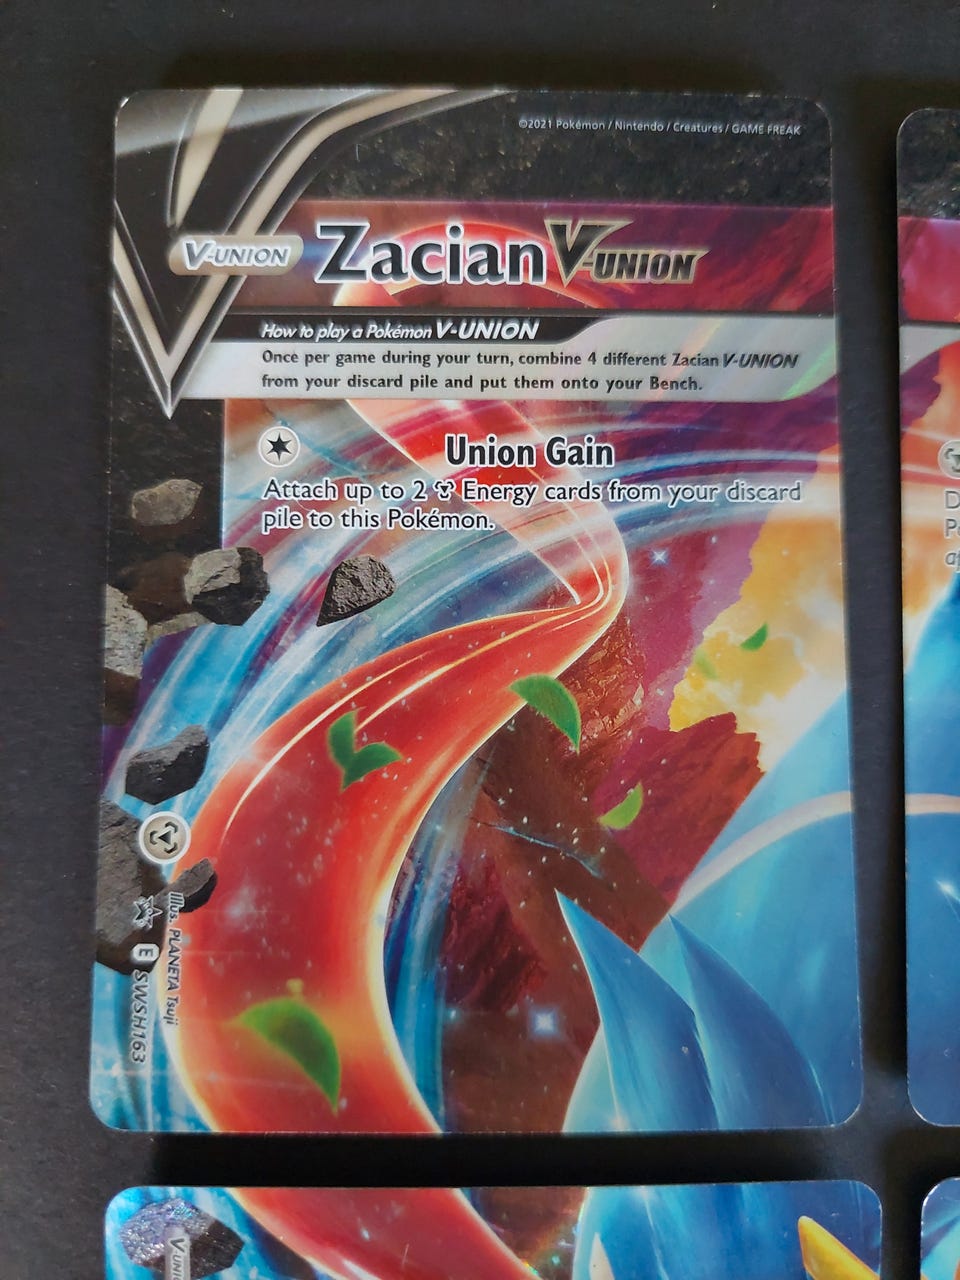 ©2021 Pokémon / Nintendo / Creatures / GAME FREAK
V-UNION
Zacian V-UNION
How to play a Pokémon V-UNION
Once per game during your turn, combine 4 different Zacian V-UNION
from your discard pile and put them onto your Bench.
Union Gain
Attach up to 2 Energy cards from your discard
pile to this Pokémon.
Illus. PLANETA Tsuji
E SWSH163